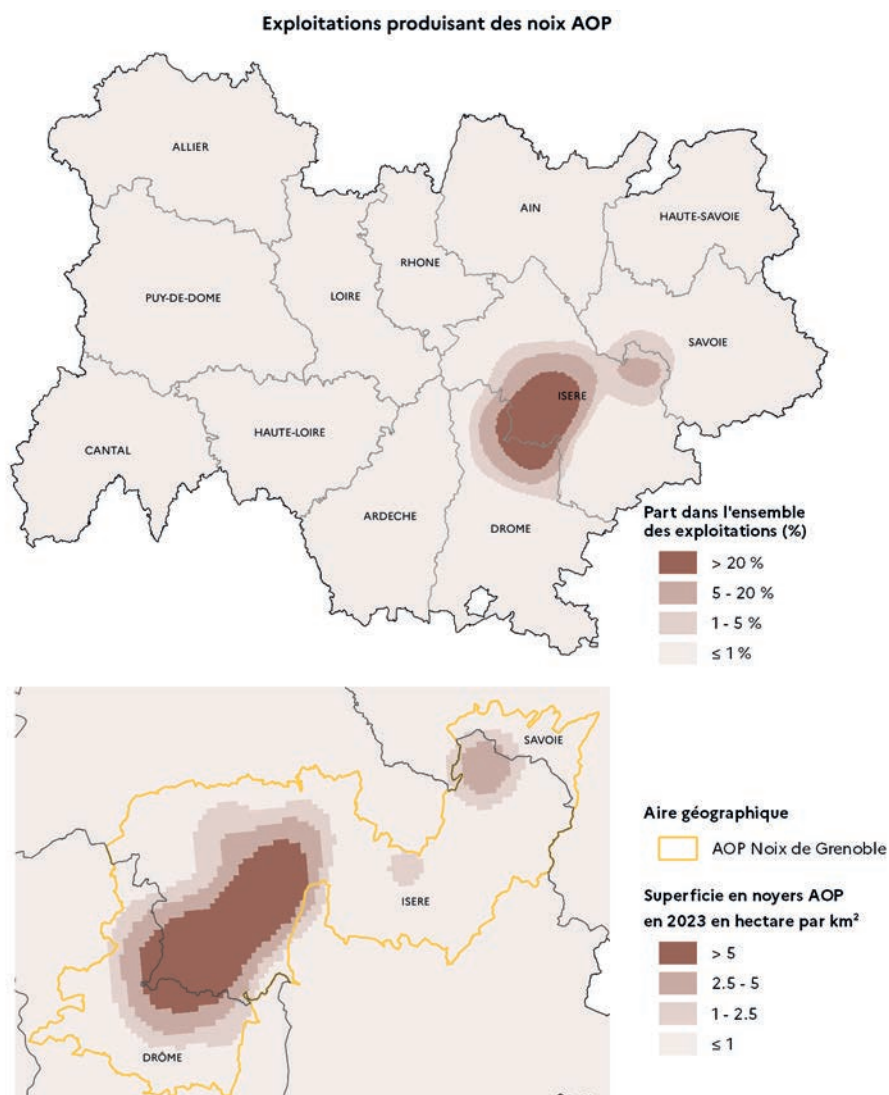 Exploitations produisant des noix AOP
ALLIER
AIN
HAUTE-SAVOIE
RHONE
PUY-DE-DOME
LOIRE
SAVOIE
ISERE
HAUTE-LOIRE
CANTAL
ARDECHE
DROME
Part dans l'ensemble
des exploitations (%)
> 20 %
5 - 20 %
1 - 5 %
≤ 1 %
SAVOIE
ISERE
DRÔME
Aire géographique
AOP Noix de Grenoble
Superficie en noyers AOP
en 2023 en hectare par km²
> 5
2.5 - 5
1 - 2.5
≤ 1